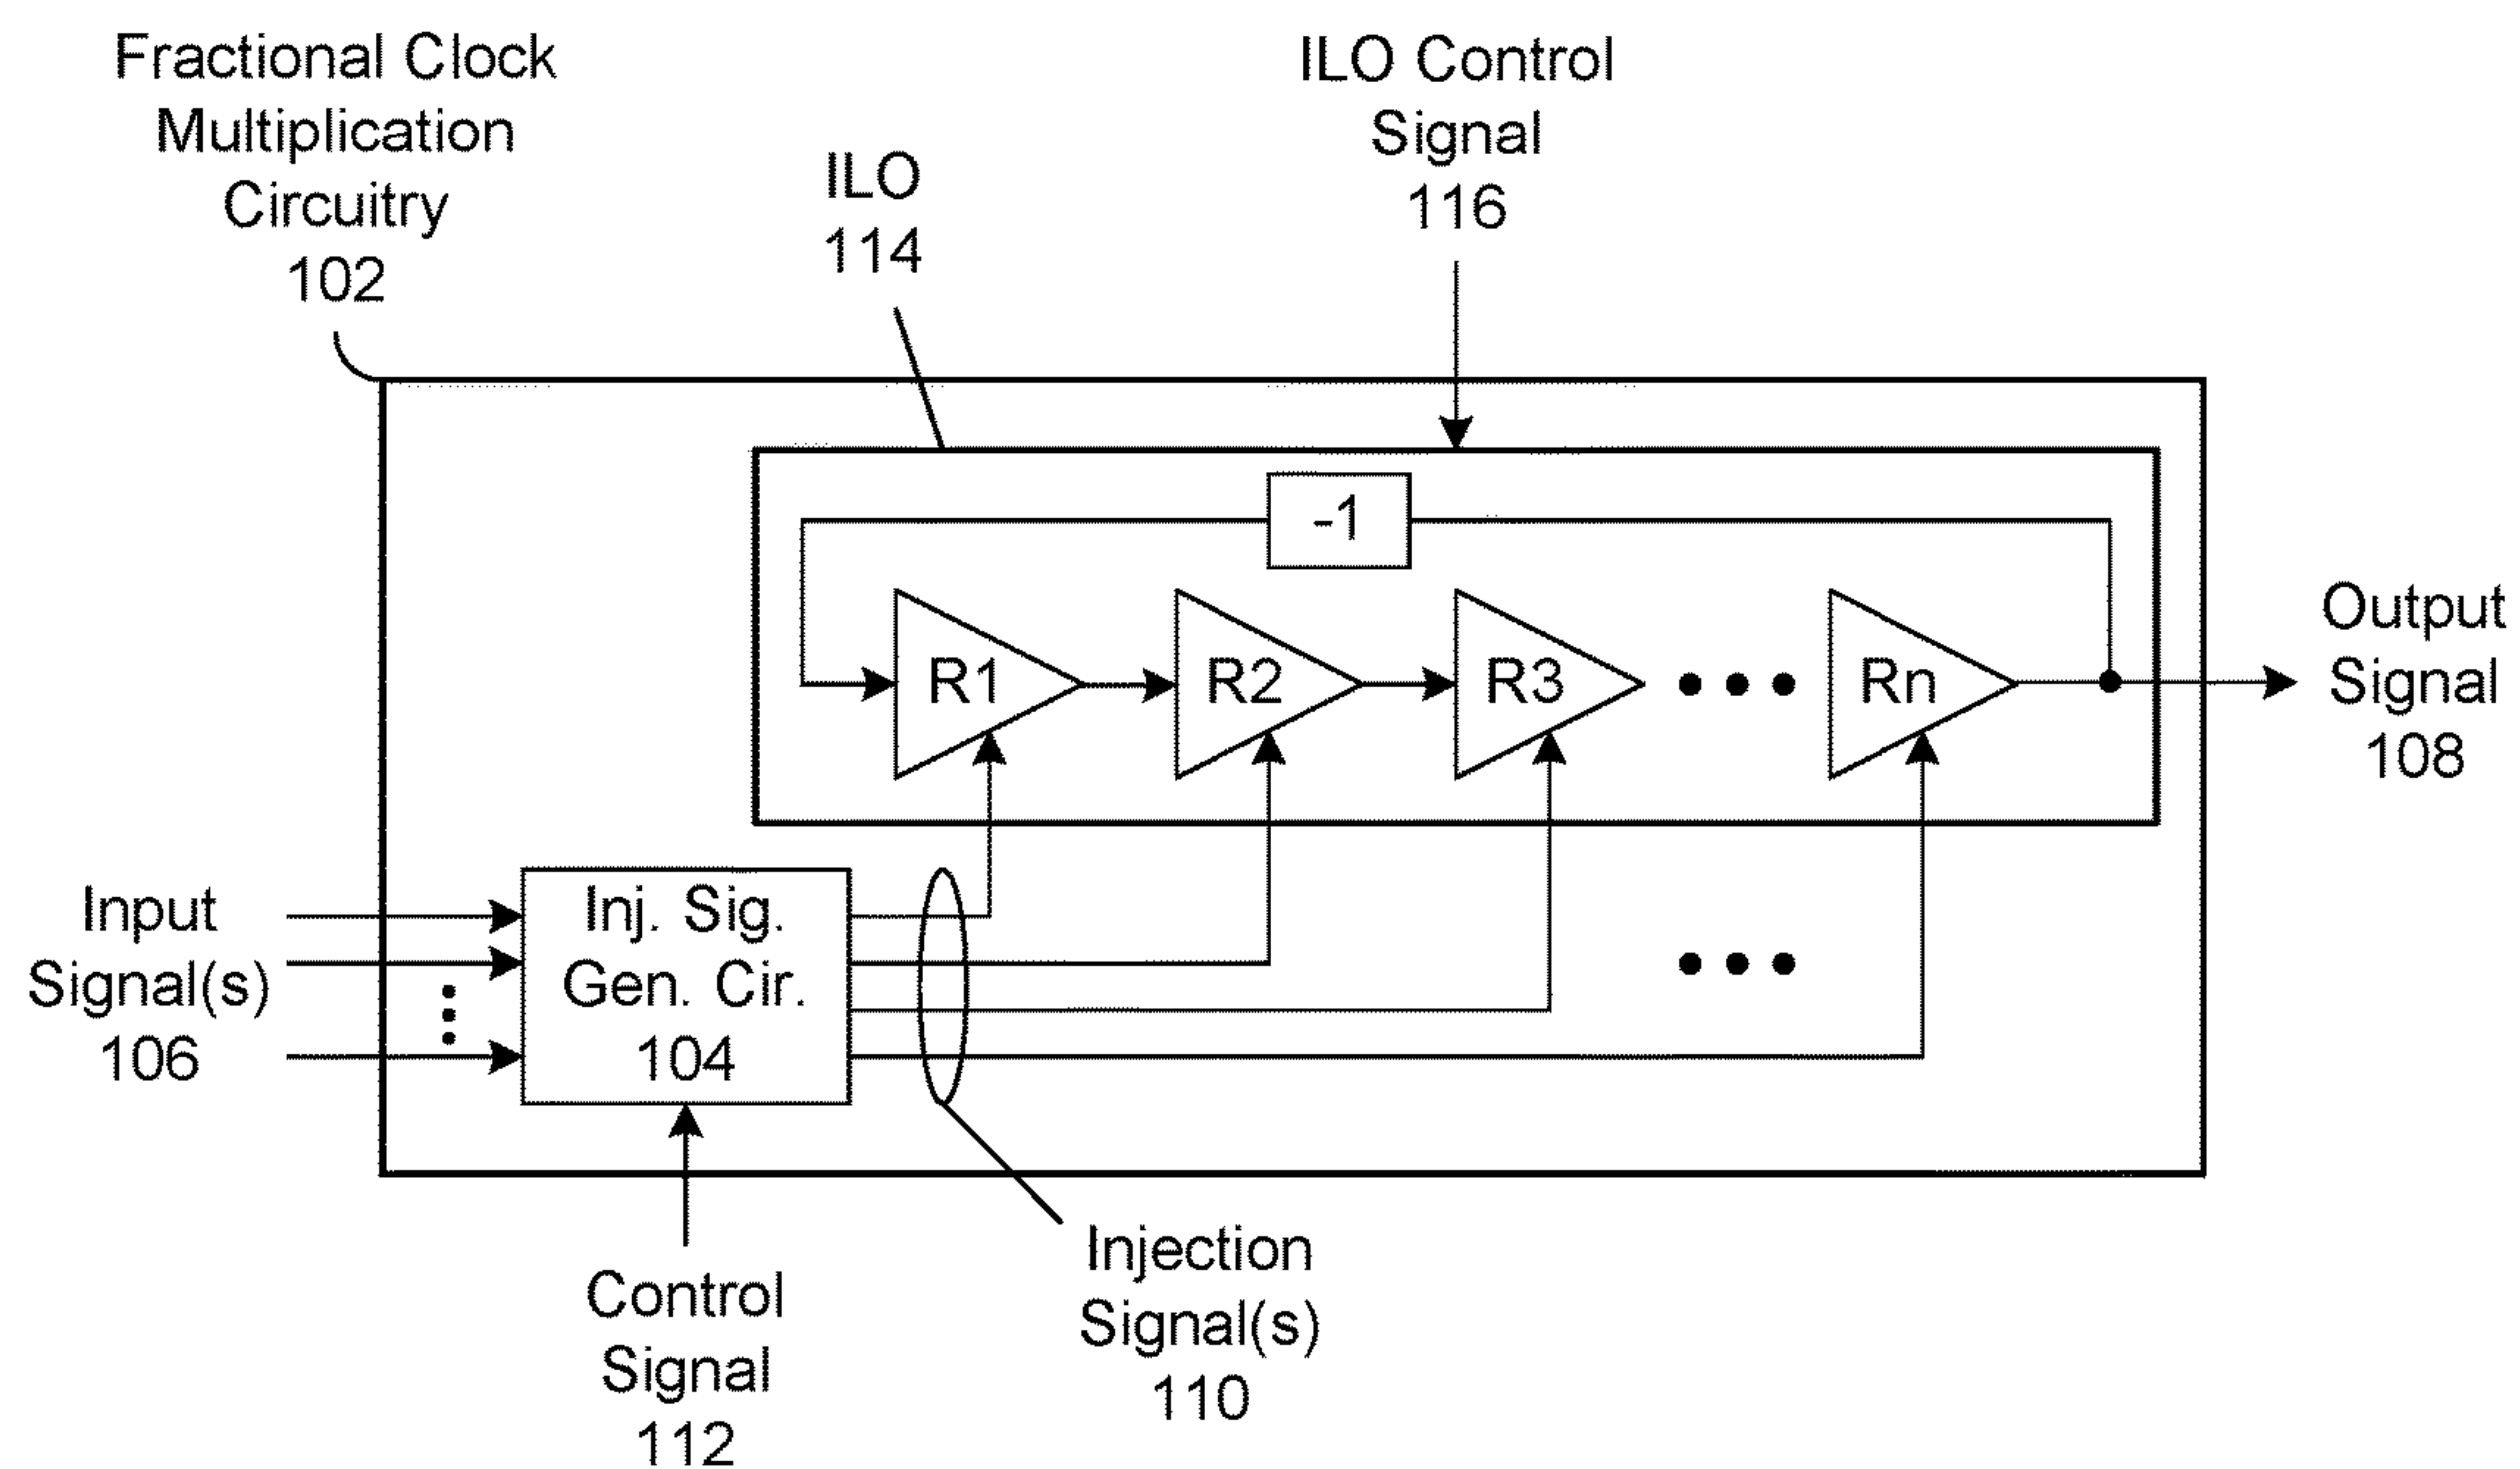 Fractional Clock
Multiplication
Circuitry
102
ILO
114
ILO Control
Signal
116
-1
R1
R2
R3
Rn
Output
Signal
108
Input
Signal(s)
106
Inj. Sig.
Gen. Cir.
104
Control
Signal
112
Injection
Signal(s)
110